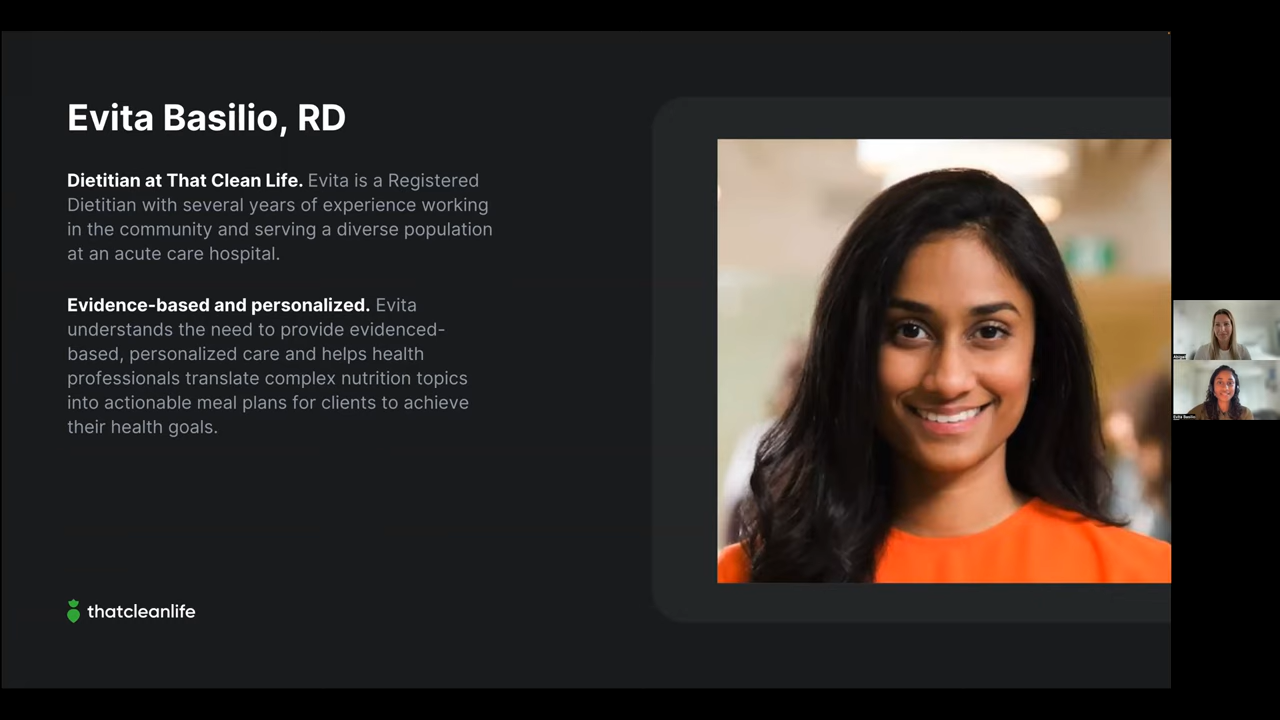 Evita Basilio, RD
Dietitian at That Clean Life. Evita is a Registered
Dietitian with several years of experience working
in the community and serving a diverse population
at an acute care hospital.
Evidence-based and personalized. Evita
understands the need to provide evidenced-
based, personalized care and helps health
professionals translate complex nutrition topics
into actionable meal plans for clients to achieve
their health goals.
thatcleanlife
Evita Basilio